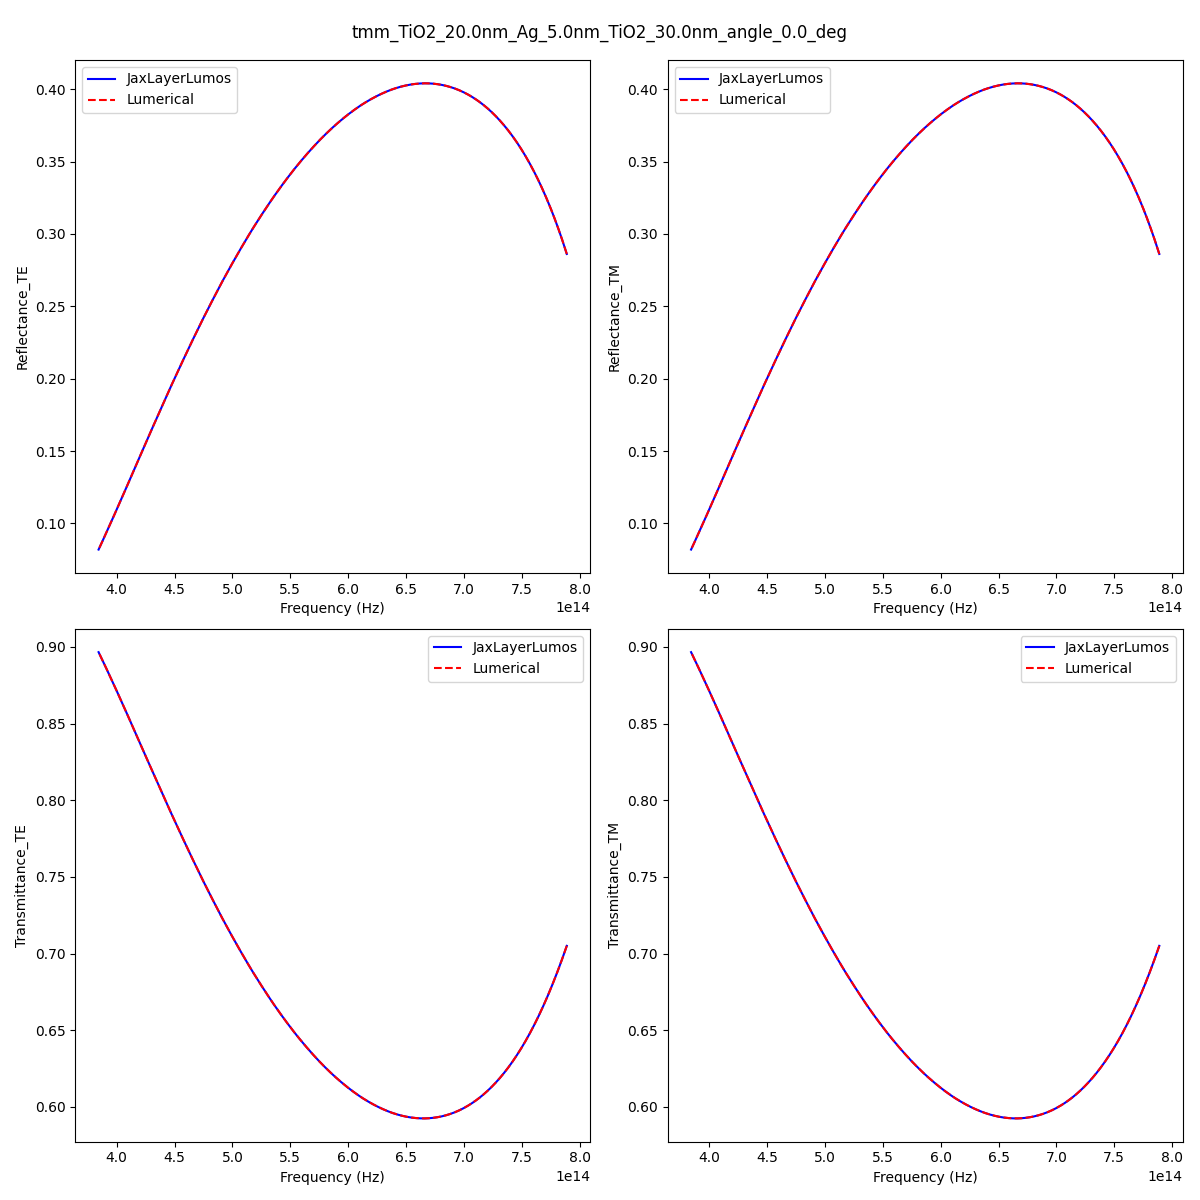 tmm_TiO2_20.0nm_Ag_5.0nm_TiO2_30.0nm_angle_0.0_deg
JaxLayerLumos
Lumerical
0.40
0.35
0.30
0.25
0.20
0.15
0.10
Reflectance_TE
4.0 4.5 5.0 5.5 6.0 6.5 7.0 7.5 8.0
1e14
Frequency (Hz)
JaxLayerLumos
Lumerical
0.40
0.35
0.30
0.25
0.20
0.15
0.10
Reflectance_TM
4.0 4.5 5.0 5.5 6.0 6.5 7.0 7.5 8.0
1e14
Frequency (Hz)
JaxLayerLumos
Lumerical
0.90
0.85
0.80
0.75
0.70
0.65
0.60
Transmittance_TE
4.0 4.5 5.0 5.5 6.0 6.5 7.0 7.5 8.0
1e14
Frequency (Hz)
JaxLayerLumos
Lumerical
0.90
0.85
0.80
0.75
0.70
0.65
0.60
Transmittance_TM
4.0 4.5 5.0 5.5 6.0 6.5 7.0 7.5 8.0
1e14
Frequency (Hz)